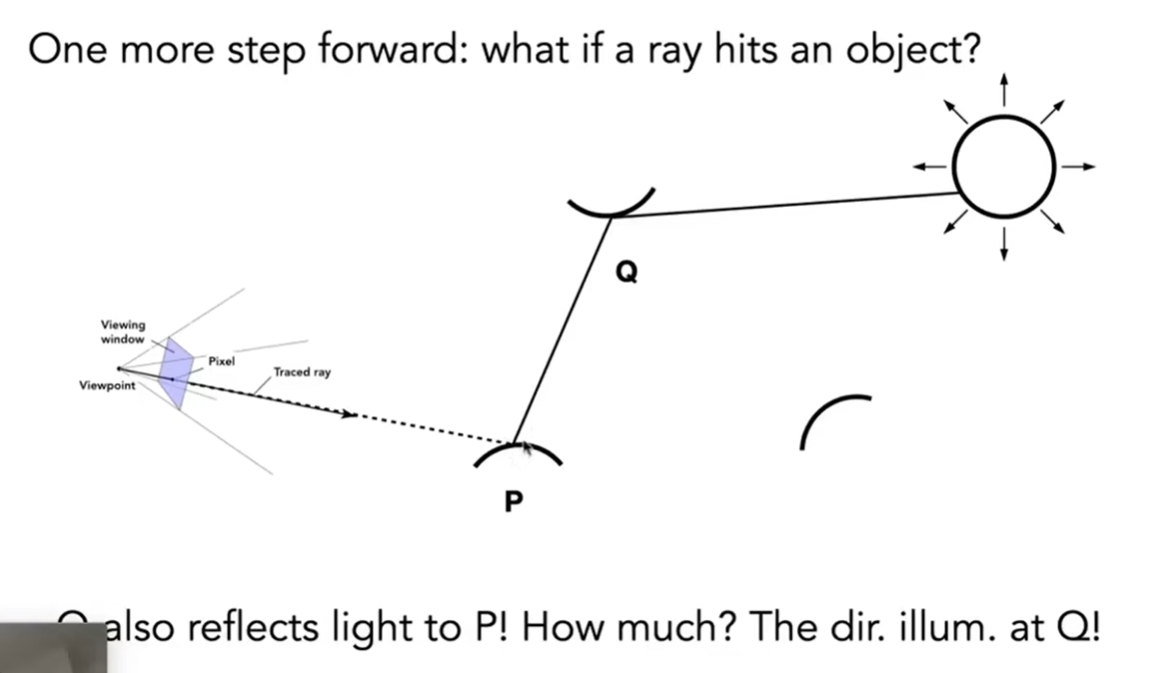 One more step forward: what if a ray hits an object?
Q
Viewing
window
Pixel
Traced ray
Viewpoint
P
also reflects light to P! How much? The dir. illum. at Q!